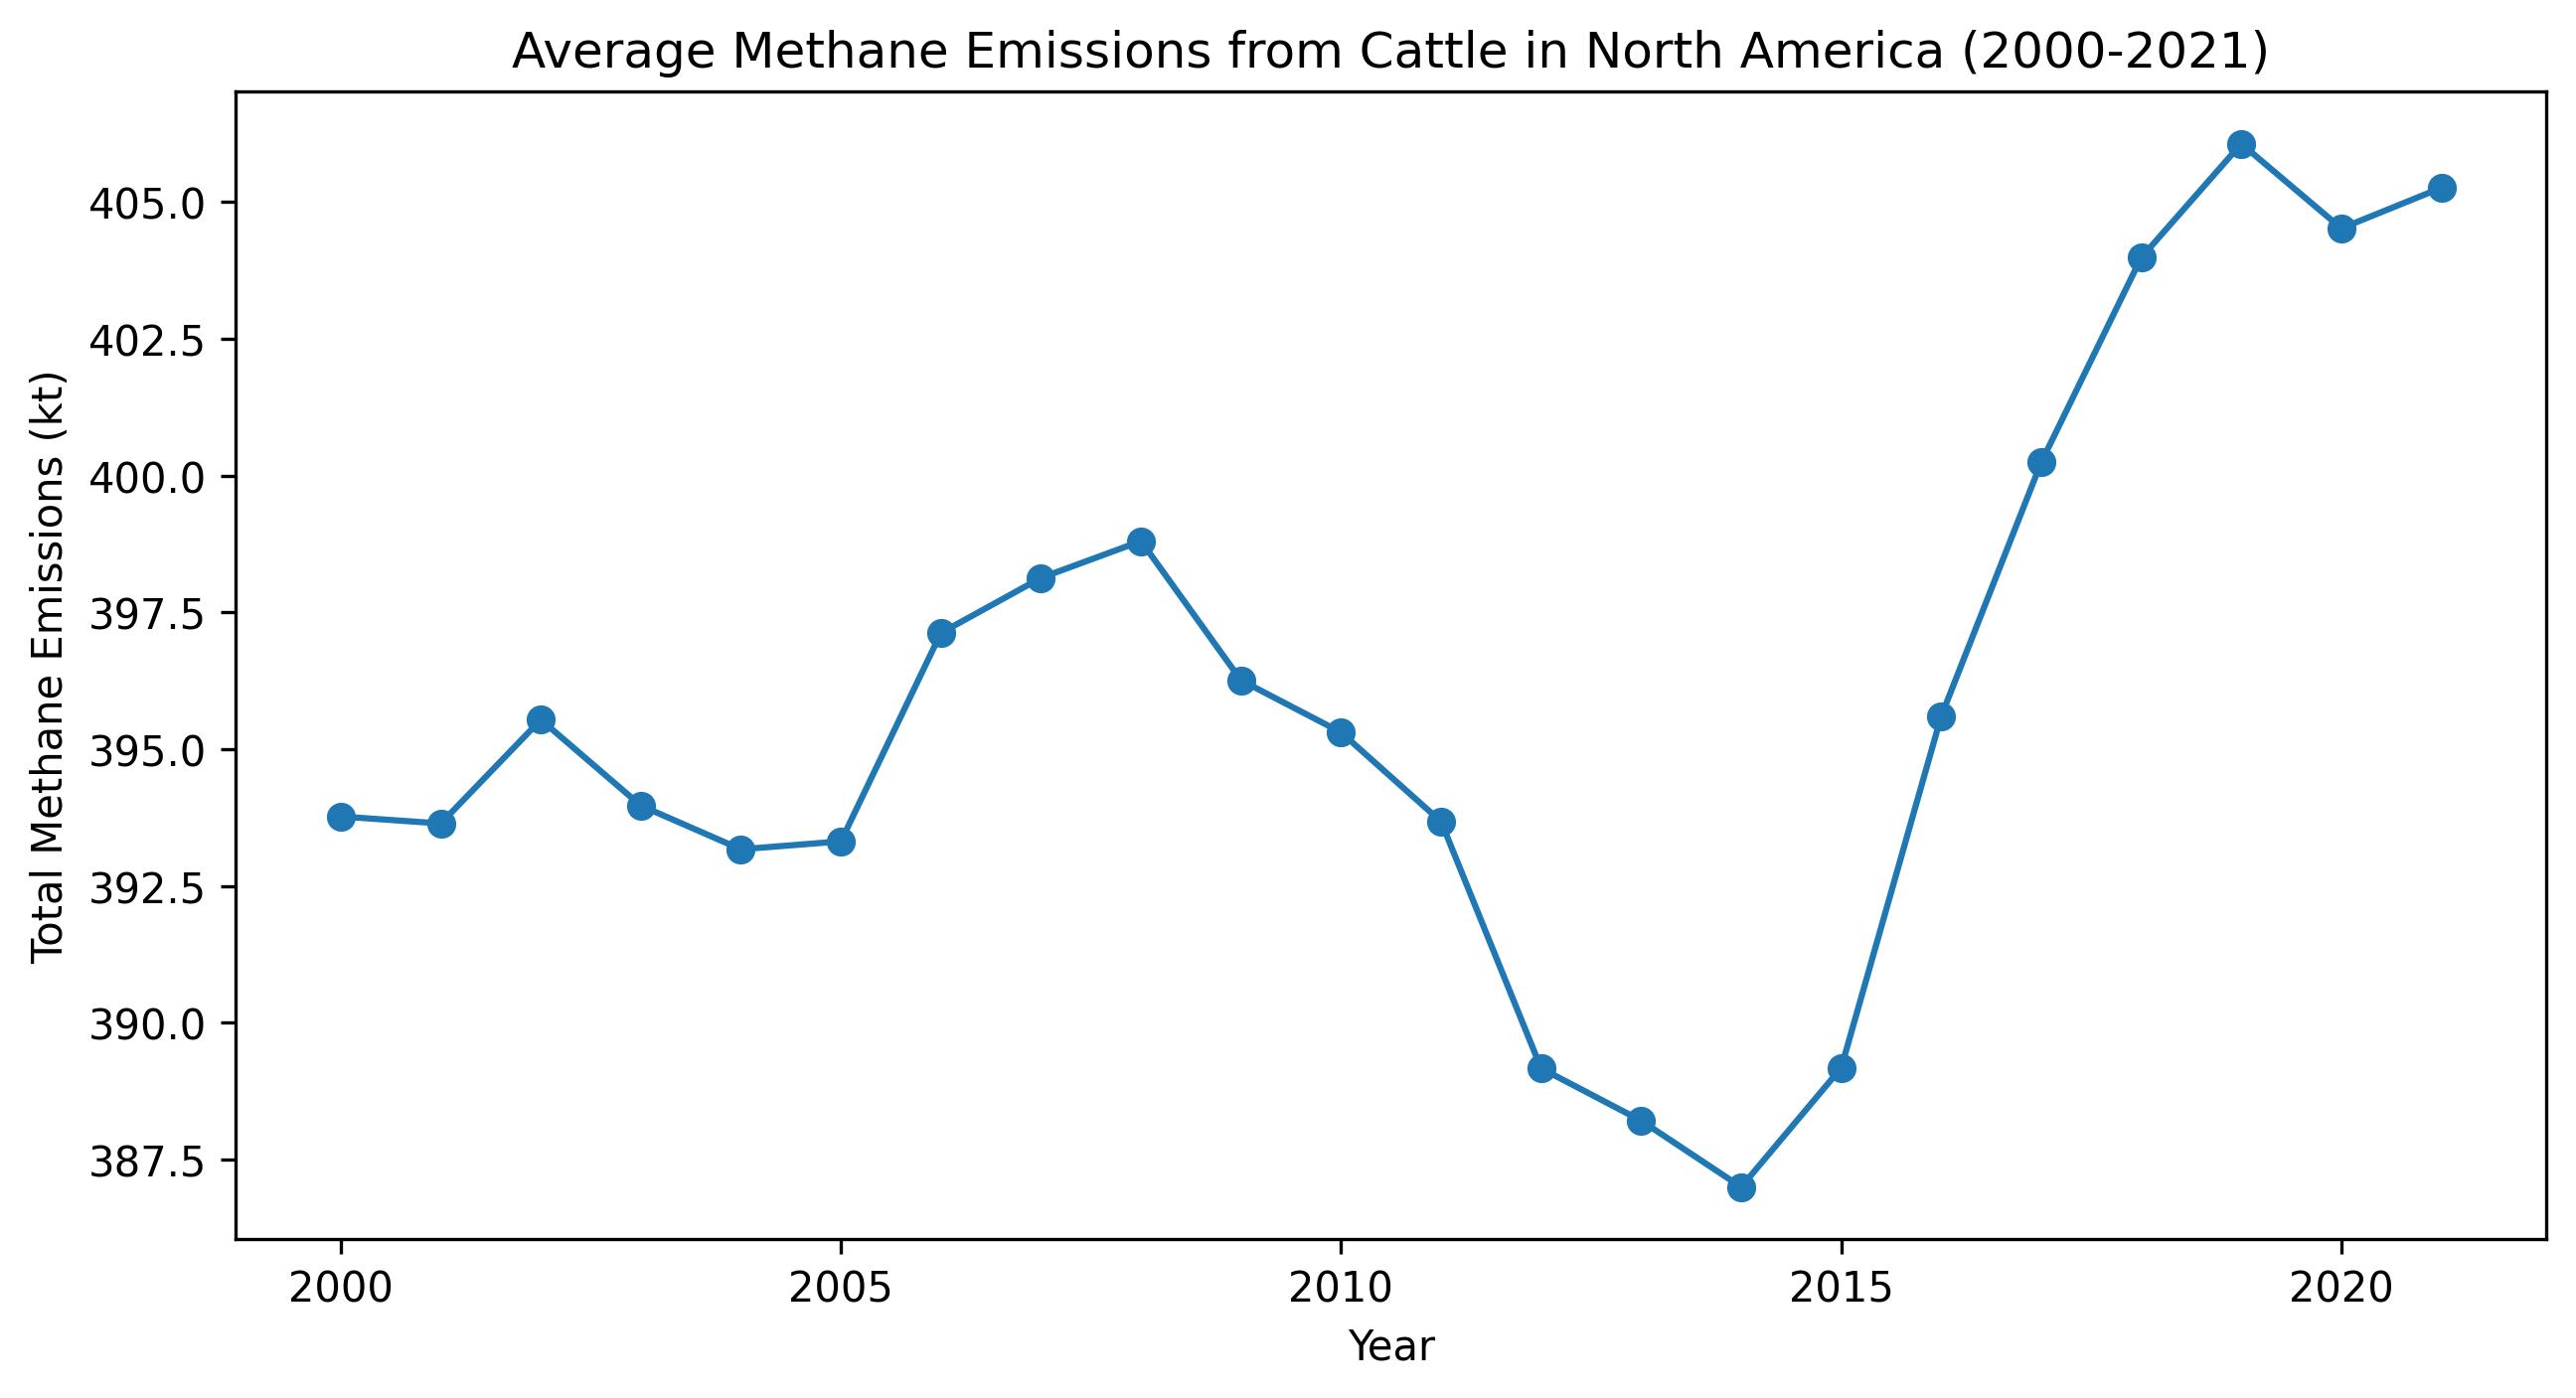 Average Methane Emissions from Cattle in North America (2000-2021)
Total Methane Emissions (kt)
405.0
402.5
400.0
397.5
395.0
392.5
390.0
387.5
2000 2005 2010 2015 2020
Year